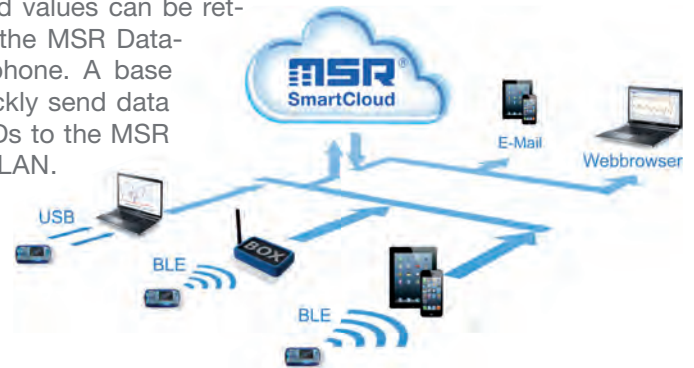 d values can be ret-
the MSR Data-
phone. A base
ckly send data
Ds to the MSR
LAN.
MSR®
SmartCloud
E-Mail
Webbrowser
USB
BOX
BLE
BLE